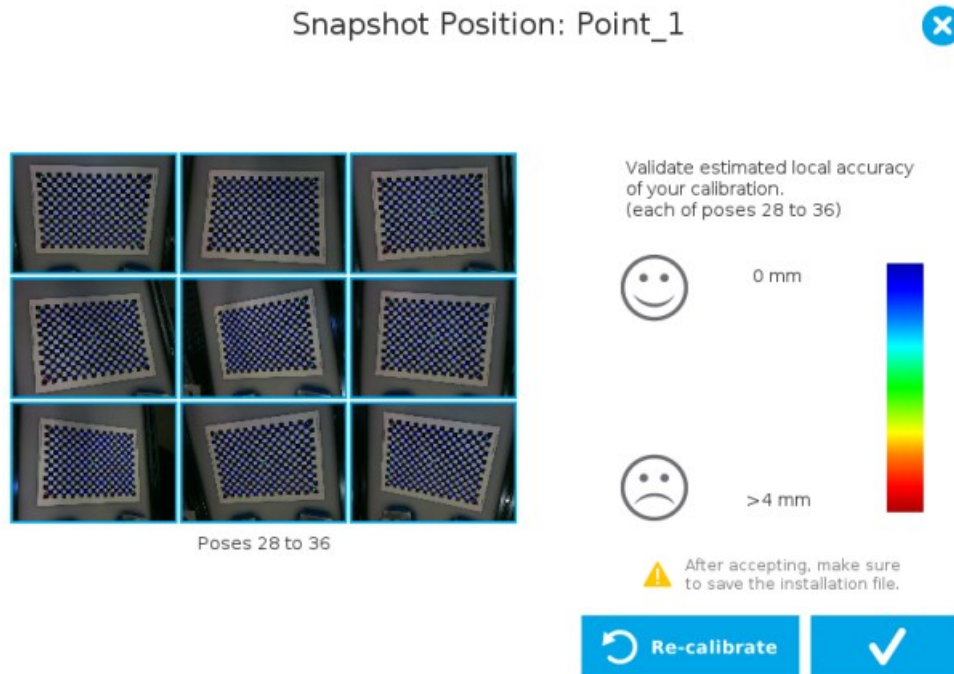 Snapshot Position: Point_1
Validate estimated local accuracy
of your calibration.
(each of poses 28 to 36)
0 mm
>4 mm
Poses 28 to 36
After accepting, make sure
to save the installation file.
Re-calibrate